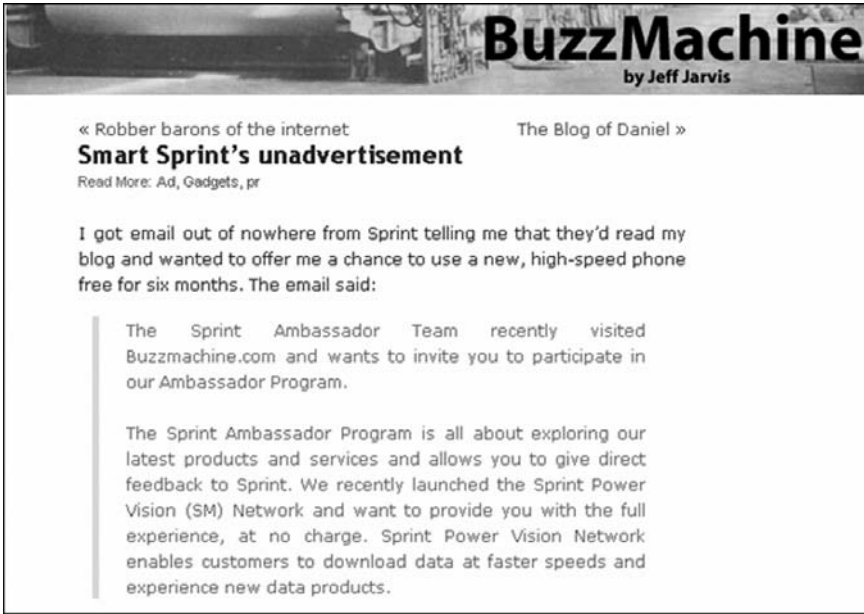 BuzzMachine
by Jeff Jarvis
« Robber barons of the internet The Blog of Daniel »
Smart Sprint’s unadvertisement
Read More: Ad, Gadgets, pr
I got email out of nowhere from Sprint telling me that they’d read my
blog and wanted to offer me a chance to use a new, high-speed phone
free for six months. The email said:
The Sprint Ambassador Team recently visited
Buzzmachine.com and wants to invite you to participate in
our Ambassador Program.
The Sprint Ambassador Program is all about exploring our
latest products and services and allows you to give direct
feedback to Sprint. We recently launched the Sprint Power
Vision (SM) Network and want to provide you with the full
experience, at no charge. Sprint Power Vision Network
enables customers to download data at faster speeds and
experience new data products.